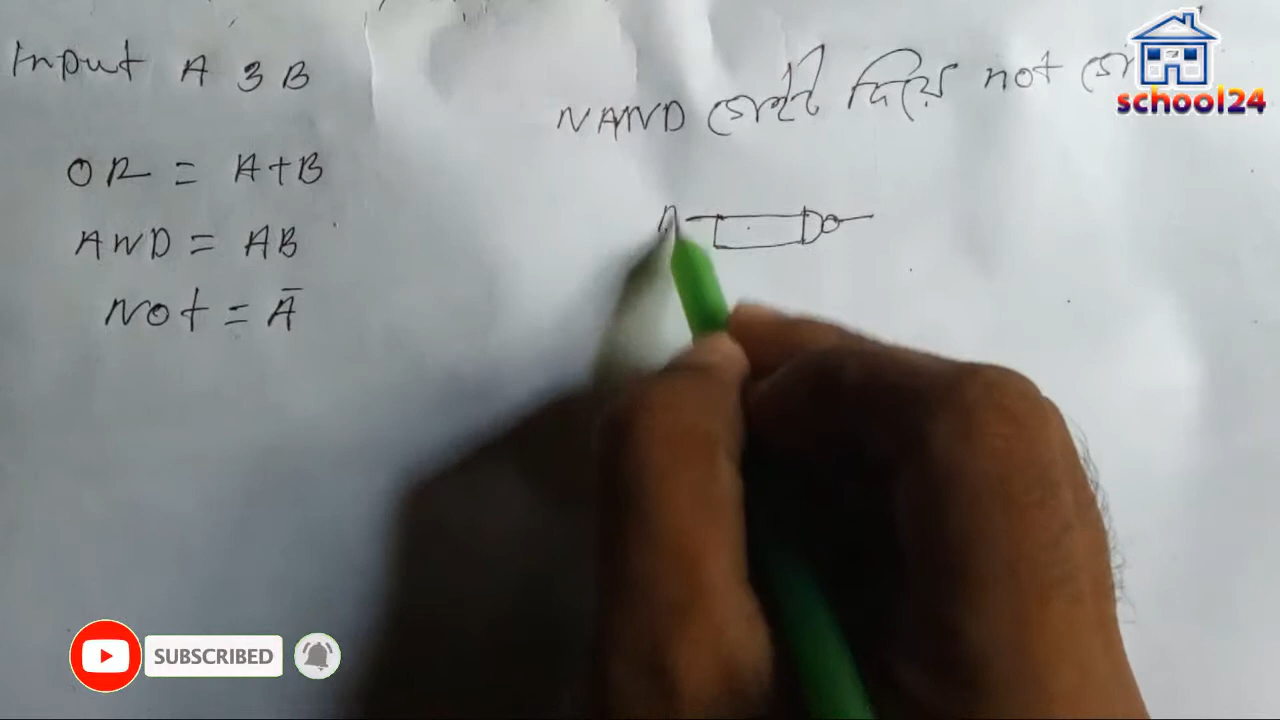 Input A ও B
OR = A+B
AND = AB
Not = Ā
NAND গেইট দিয়ে not
A
school24
SUBSCRIBED